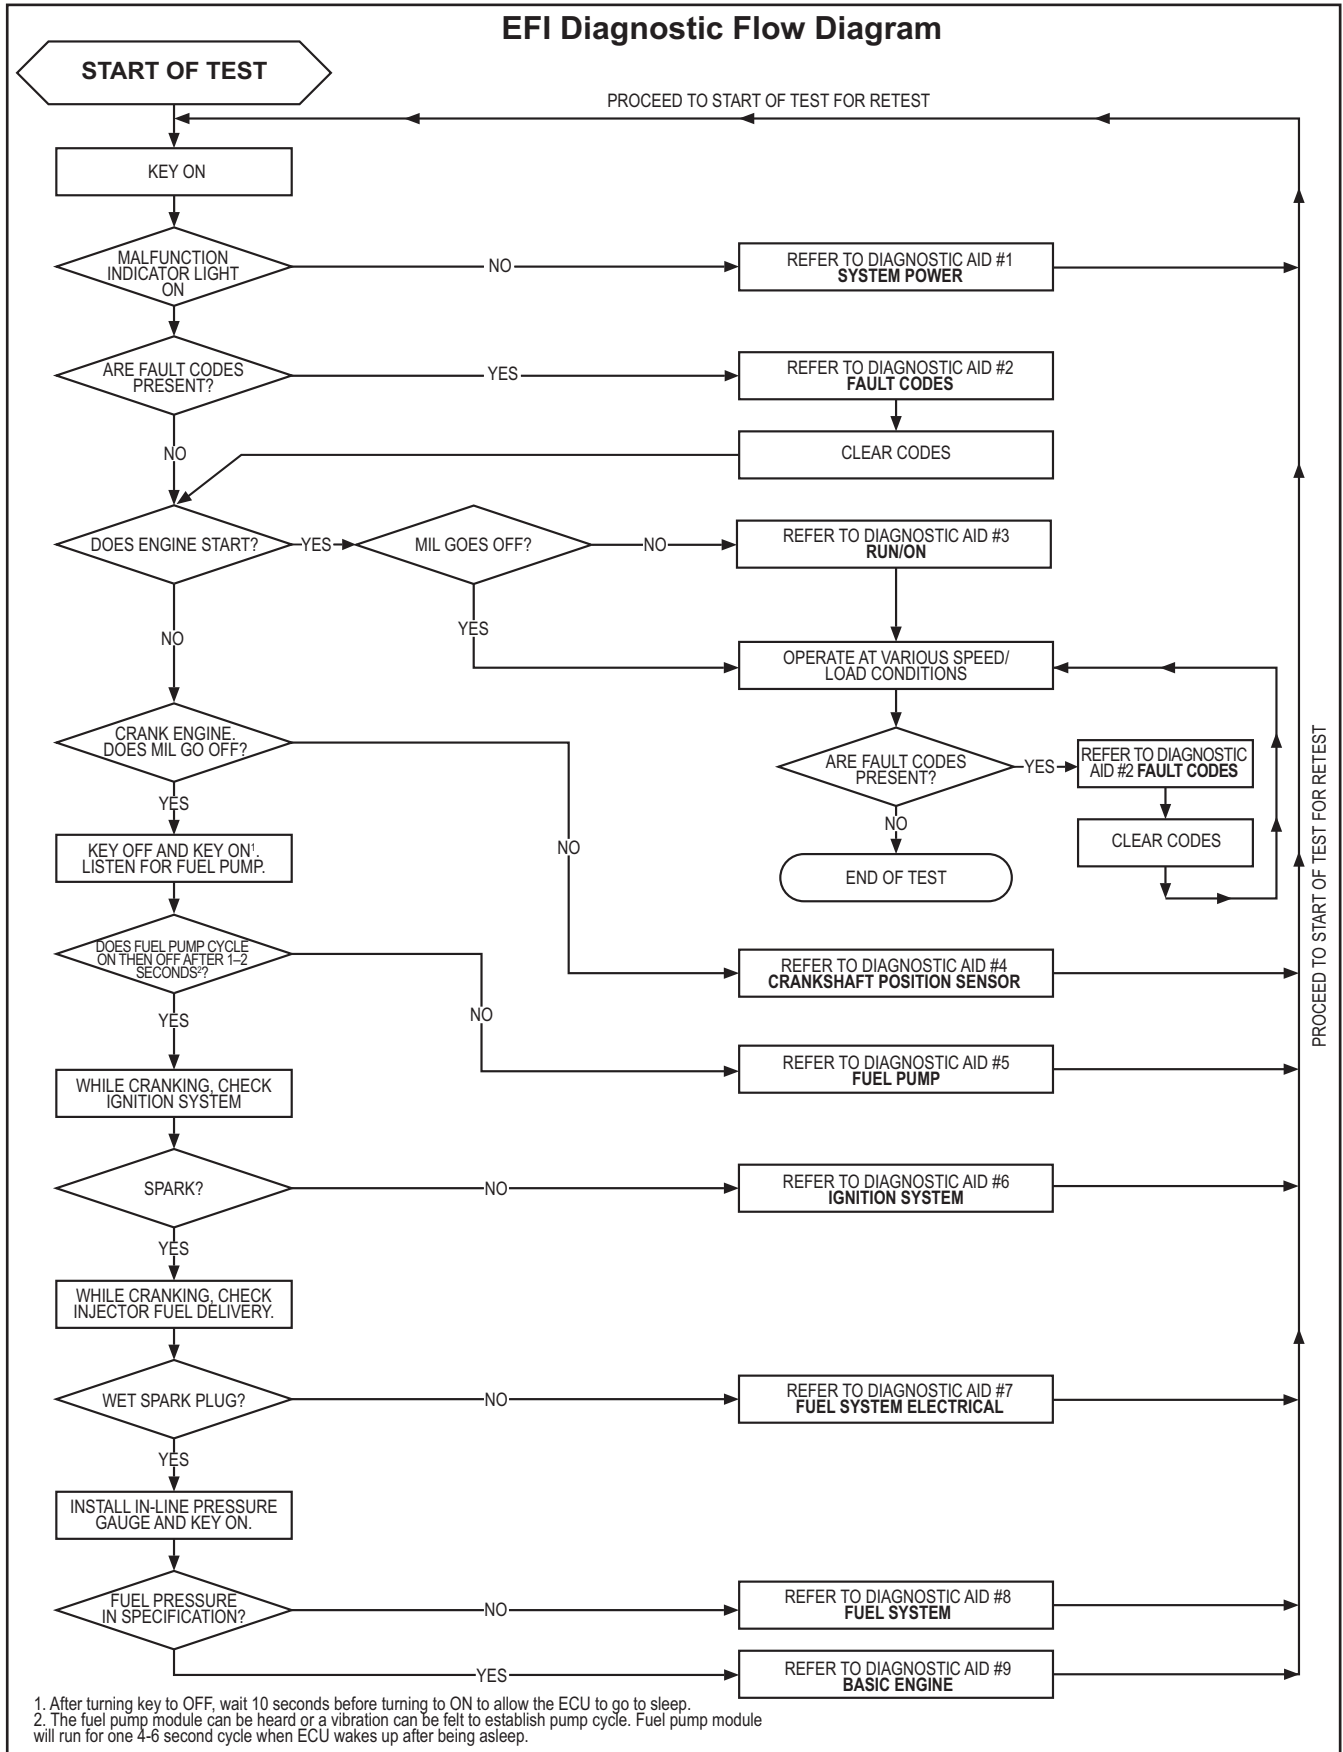 EFI Diagnostic Flow Diagram
START OF TEST
PROCEED TO START OF TEST FOR RETEST
KEY ON
MALFUNCTION
INDICATOR LIGHT
ON
NO
REFER TO DIAGNOSTIC AID #1
SYSTEM POWER
ARE FAULT CODES
PRESENT?
YES
REFER TO DIAGNOSTIC AID #2
FAULT CODES
NO
CLEAR CODES
DOES ENGINE START?
YES
MIL GOES OFF?
NO
REFER TO DIAGNOSTIC AID #3
RUN/ON
NO
YES
OPERATE AT VARIOUS SPEED/
LOAD CONDITIONS
CRANK ENGINE.
DOES MIL GO OFF?
ARE FAULT CODES
PRESENT?
YES
REFER TO DIAGNOSTIC
AID #2 FAULT CODES
YES
NO
NO
CLEAR CODES
KEY OFF AND KEY ON¹.
LISTEN FOR FUEL PUMP.
END OF TEST
PROCEED TO START OF TEST FOR RETEST
DOES FUEL PUMP CYCLE
ON THEN OFF AFTER 1–2
SECONDS²?
REFER TO DIAGNOSTIC AID #4
CRANKSHAFT POSITION SENSOR
YES
NO
REFER TO DIAGNOSTIC AID #5
FUEL PUMP
WHILE CRANKING, CHECK
IGNITION SYSTEM
SPARK?
NO
REFER TO DIAGNOSTIC AID #6
IGNITION SYSTEM
YES
WHILE CRANKING, CHECK
INJECTOR FUEL DELIVERY.
WET SPARK PLUG?
NO
REFER TO DIAGNOSTIC AID #7
FUEL SYSTEM ELECTRICAL
YES
INSTALL IN-LINE PRESSURE
GAUGE AND KEY ON.
FUEL PRESSURE
IN SPECIFICATION?
NO
REFER TO DIAGNOSTIC AID #8
FUEL SYSTEM
YES
REFER TO DIAGNOSTIC AID #9
BASIC ENGINE
1. After turning key to OFF, wait 10 seconds before turning to ON to allow the ECU to go to sleep.
2. The fuel pump module can be heard or a vibration can be felt to establish pump cycle. Fuel pump module
will run for one 4-6 second cycle when ECU wakes up after being asleep.